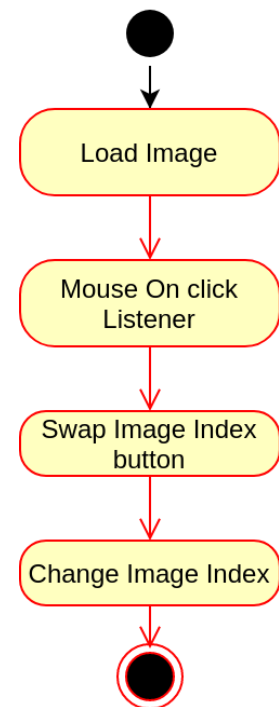 Load Image
Mouse On click
Listener
Swap Image Index
button
Change Image Index